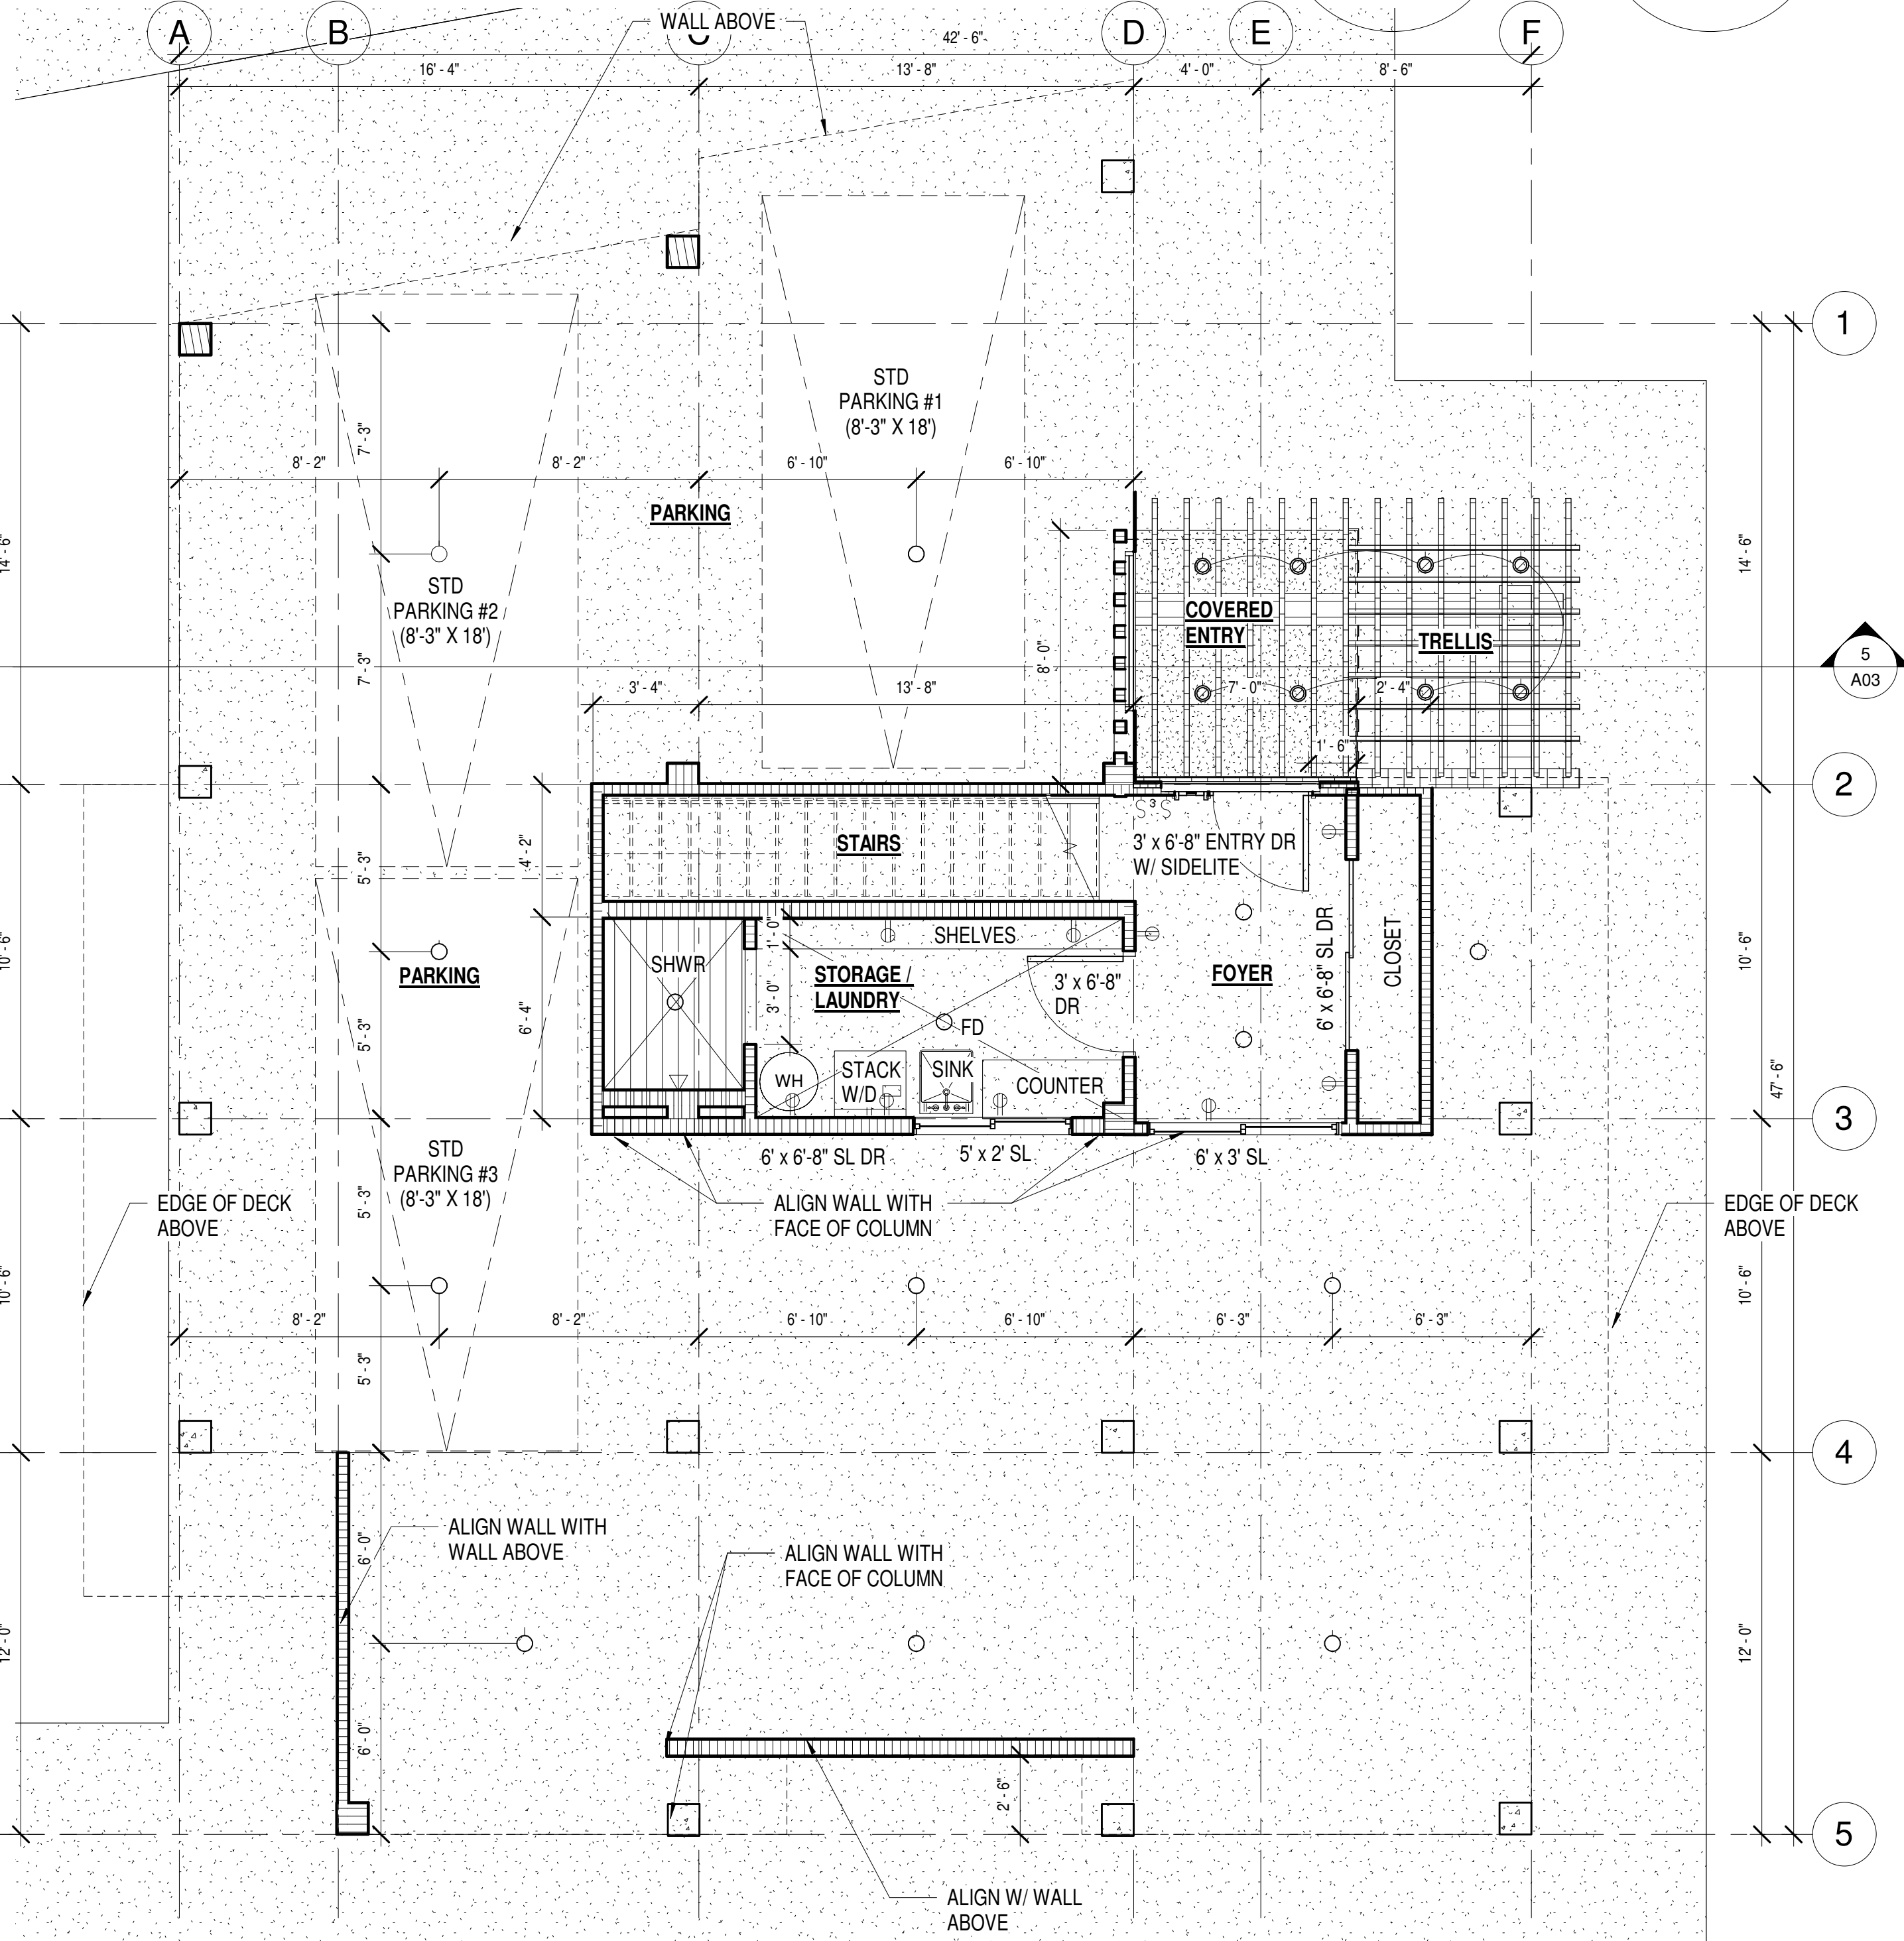 A
B
WALL ABOVE
C
D
E
F
42' - 6"
16' - 4"
13' - 8"
4' - 0"
8' - 6"
1
STD
PARKING #1
(8'-3" X 18')
7' - 3"
8' - 2"
8' - 2"
6' - 10"
6' - 10"
PARKING
14' - 6"
14' - 6"
STD
PARKING #2
(8'-3" X 18')
COVERED
ENTRY
TRELLIS
8' - 0"
7' - 3"
5
A03
3' - 4"
13' - 8"
7' - 0"
2' - 4"
1' - 6"
2
S 3 S
STAIRS
3' x 6'-8" ENTRY DR
W/ SIDELITE
4' - 2"
5' - 3"
1' - 0"
SHELVES
10' - 6"
10' - 6"
PARKING
SHWR
STORAGE /
LAUNDRY
3' x 6'-8"
DR
FOYER
6' x 6'-8" SL DR
CLOSET
3' - 0"
6' - 4"
5' - 3"
FD
WH
STACK
W/D
SINK
COUNTER
47' - 6"
3
STD
PARKING #3
(8'-3" X 18')
6' x 6'-8" SL DR
5' x 2' SL
6' x 3' SL
5' - 3"
EDGE OF DECK
ABOVE
ALIGN WALL WITH
FACE OF COLUMN
EDGE OF DECK
ABOVE
10' - 6"
10' - 6"
8' - 2"
8' - 2"
6' - 10"
6' - 10"
6' - 3"
6' - 3"
5' - 3"
4
ALIGN WALL WITH
WALL ABOVE
6' - 0"
ALIGN WALL WITH
FACE OF COLUMN
12' - 0"
12' - 0"
6' - 0"
2' - 6"
5
ALIGN W/ WALL
ABOVE